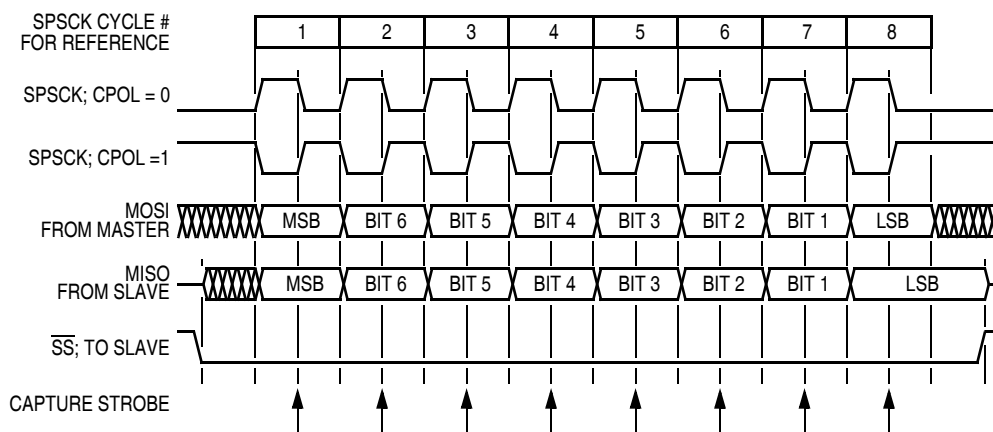 SPSCK CYCLE #
FOR REFERENCE
1 2 3 4 5 6 7 8
SPSCK; CPOL = 0
SPSCK; CPOL =1
MOSI
FROM MASTER
MSB BIT 6 BIT 5 BIT 4 BIT 3 BIT 2 BIT 1 LSB
MISO
FROM SLAVE
MSB BIT 6 BIT 5 BIT 4 BIT 3 BIT 2 BIT 1 LSB
SS; TO SLAVE
CAPTURE STROBE